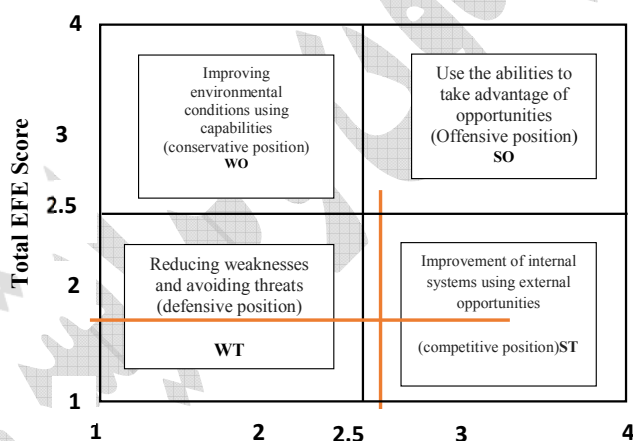 4
3
2.5
2
1
Total EFE Score
Improving
environmental
conditions using
capabilities
(conservative position)
WO
Use the abilities to
take advantage of
opportunities
(Offensive position)
SO
Reducing weaknesses
and avoiding threats
(defensive position)
WT
Improvement of internal
systems using external
opportunities
(competitive position)ST
1
2
2.5
3
4